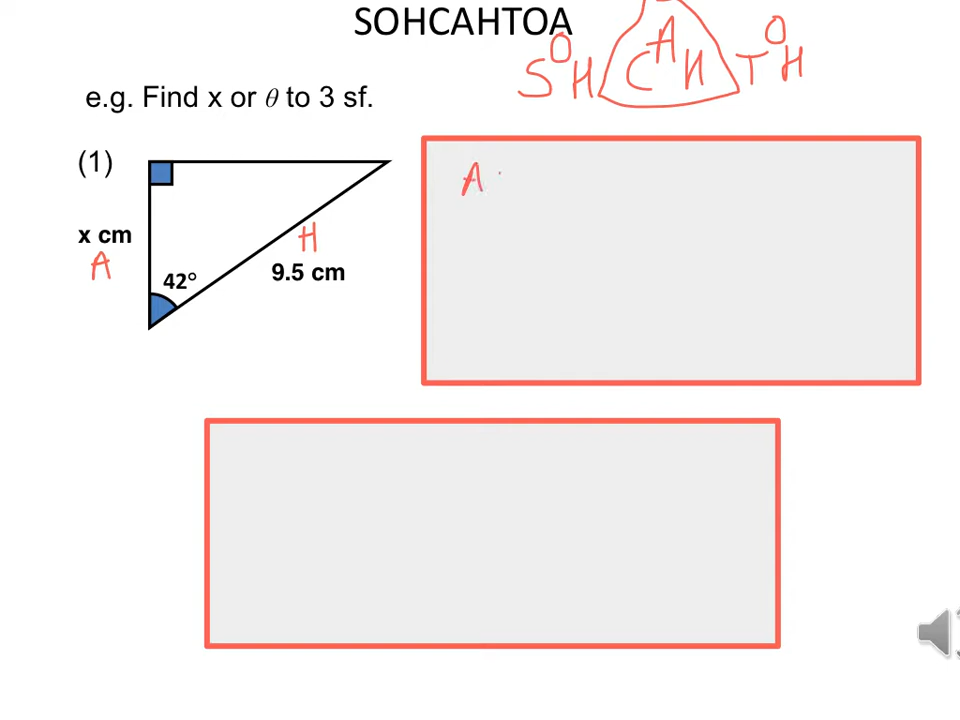 SOHCAHTOA
S O H C A H T O H
e.g. Find x or θ to 3 sf.
(1)
A
x cm
H
A
42°
9.5 cm